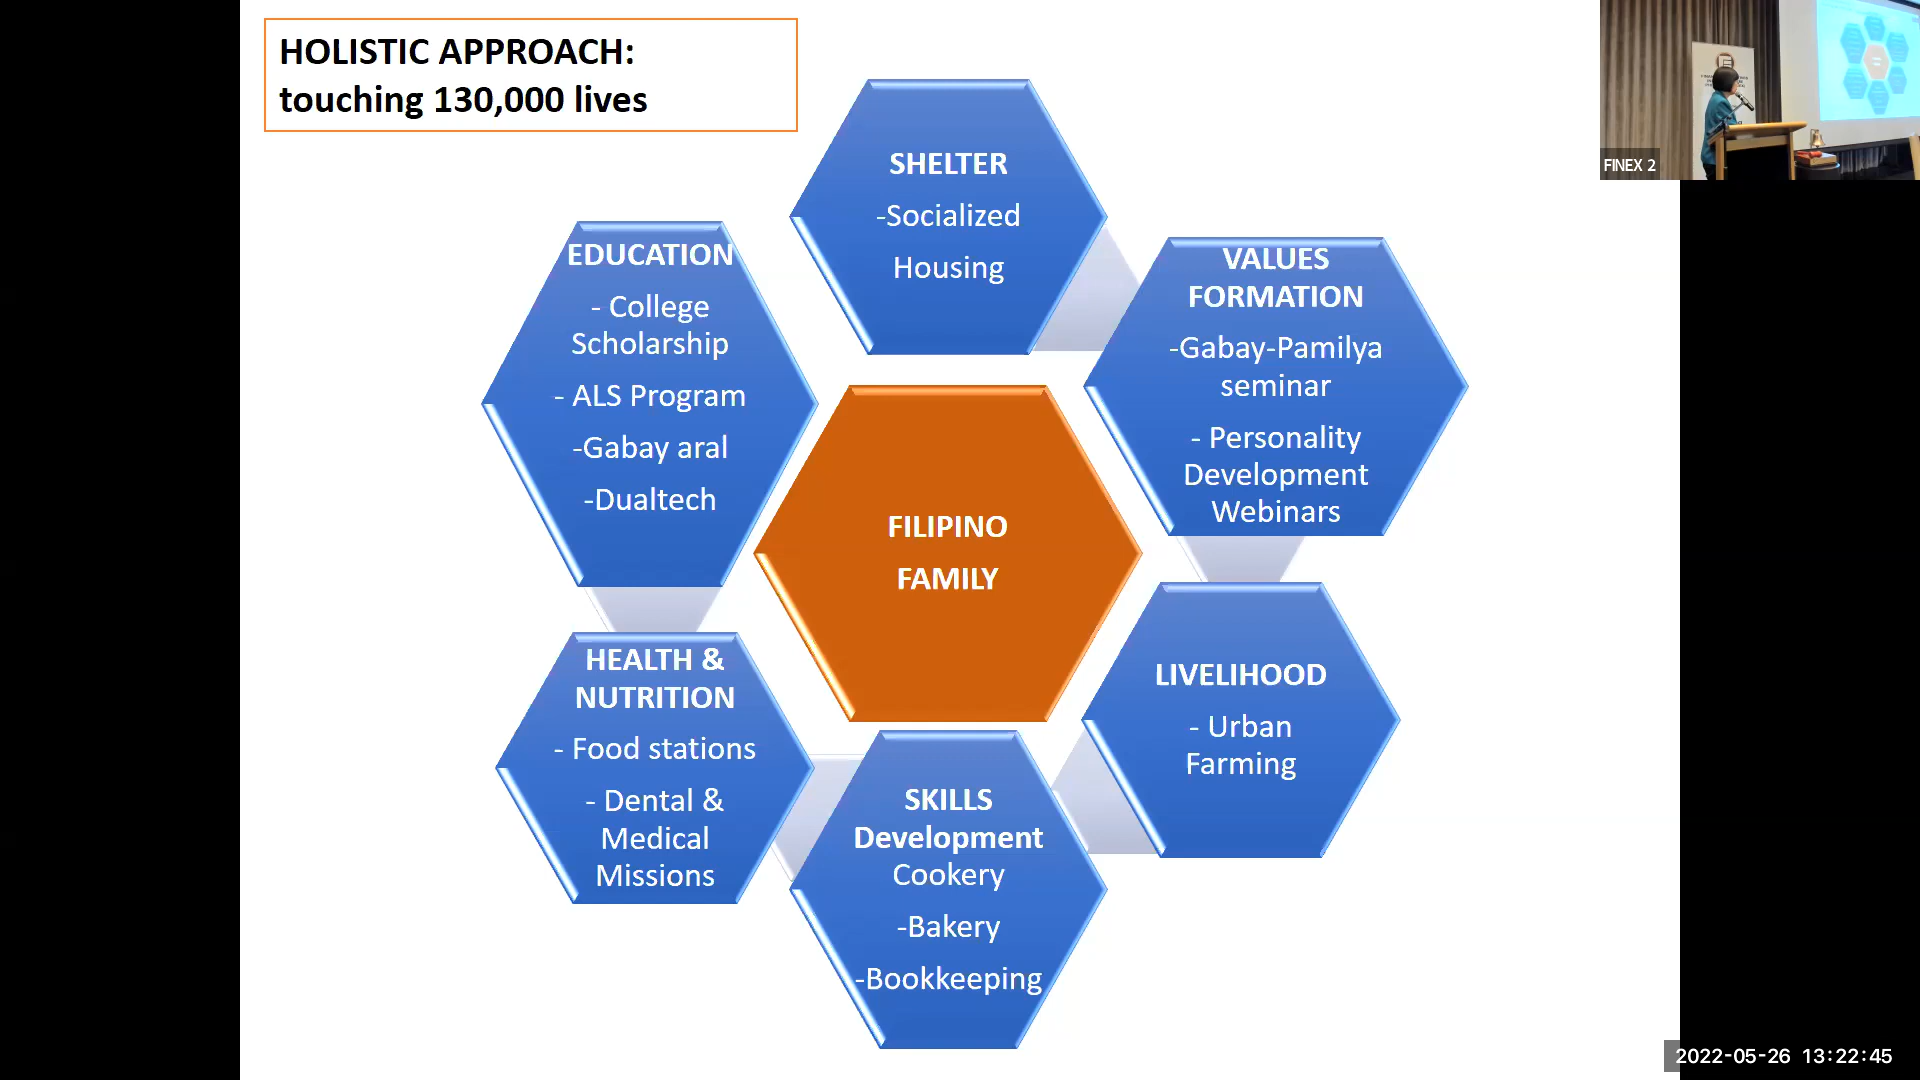 HOLISTIC APPROACH:
touching 130,000 lives
SHELTER
-Socialized
Housing
EDUCATION
- College
Scholarship
- ALS Program
-Gabay aral
-Dualtech
VALUES
FORMATION
-Gabay-Pamilya
seminar
- Personality
Development
Webinars
FILIPINO
FAMILY
HEALTH &
NUTRITION
- Food stations
- Dental &
Medical
Missions
LIVELIHOOD
- Urban
Farming
SKILLS
Development
Cookery
-Bakery
-Bookkeeping
FINEX 2
2022-05-26 13:22:45